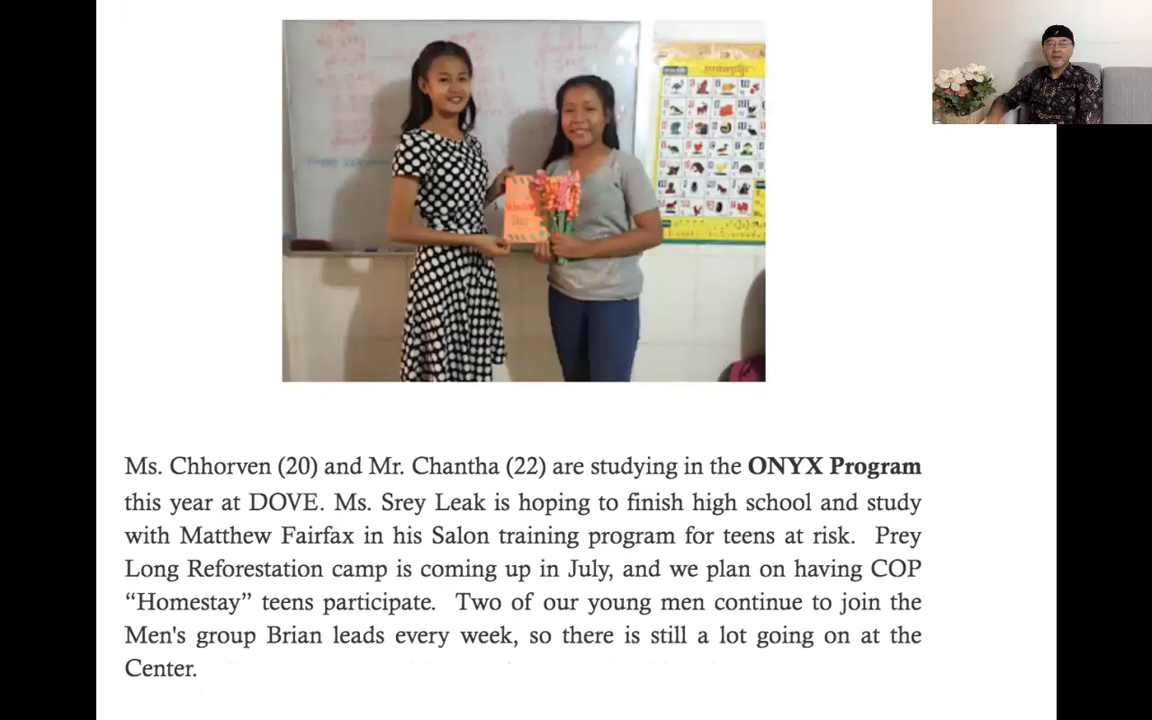 Ms. Chhorven (20) and Mr. Chantha (22) are studying in the ONYX Program
this year at DOVE. Ms. Srey Leak is hoping to finish high school and study
with Matthew Fairfax in his Salon training program for teens at risk. Prey
Long Reforestation camp is coming up in July, and we plan on having COP
“Homestay” teens participate. Two of our young men continue to join the
Men's group Brian leads every week, so there is still a lot going on at the
Center.